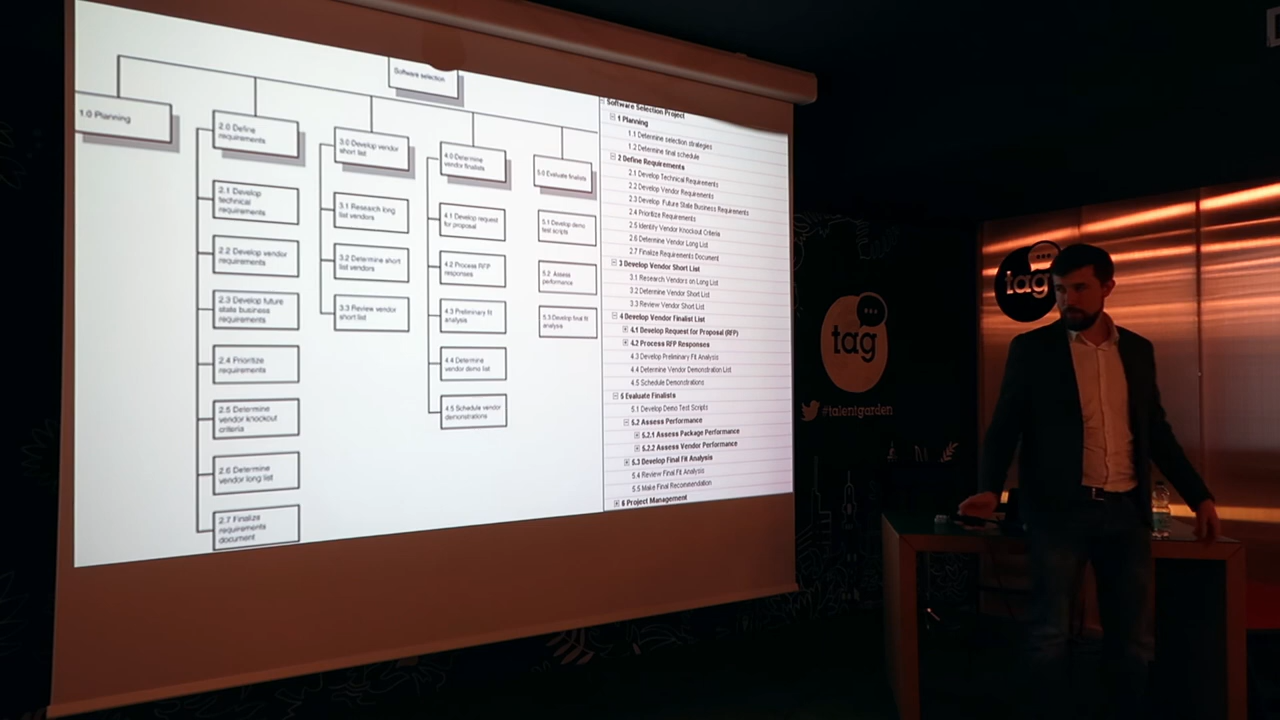 Software selection
1.0 Planning
2.0 Define
requirements
2.1 Develop
technical
requirements
2.2 Develop vendor
requirements
2.3 Develop future
state business
requirements
2.4 Prioritize
requirements
2.5 Determine
vendor knockout
criteria
2.6 Determine
vendor long list
2.7 Finalize
requirements
document
3.0 Develop vendor
short list
3.1 Research long
list vendors
3.2 Determine short
list vendors
3.3 Review vendor
short list
4.0 Determine
vendor finalists
4.1 Develop request
for proposal
4.2 Process RFP
responses
4.3 Preliminary fit
analysis
4.4 Determine
vendor demo list
4.5 Schedule vendor
demonstrations
5.0 Evaluate finalists
5.1 Develop demo
test scripts
5.2 Assess
performance
5.3 Develop final fit
analysis
Software Selection Project
1 Planning
1.1 Determine selection strategies
1.2 Determine final schedule
2 Define Requirements
2.1 Develop Technical Requirements
2.2 Develop Vendor Requirements
2.3 Develop Future State Business Requirements
2.4 Prioritize Requirements
2.5 Identify Vendor Knockout Criteria
2.6 Determine Vendor Long List
2.7 Finalize Requirements Document
3 Develop Vendor Short List
3.1 Research Vendors on Long List
3.2 Determine Vendor Short List
3.3 Review Vendor Short List
4 Develop Vendor Finalist List
4.1 Develop Request for Proposal (RFP)
4.2 Process RFP Responses
4.3 Develop Preliminary Fit Analysis
4.4 Determine Vendor Demonstration List
4.5 Schedule Demonstrations
5 Evaluate Finalists
5.1 Develop Demo Test Scripts
5.2 Assess Performance
5.2.1 Assess Package Performance
5.2.2 Assess Vendor Performance
5.3 Develop Final Fit Analysis
5.4 Review Final Fit Analysis
5.5 Make Final Recommendation
6 Project Management
tag
#talentgarden
tag